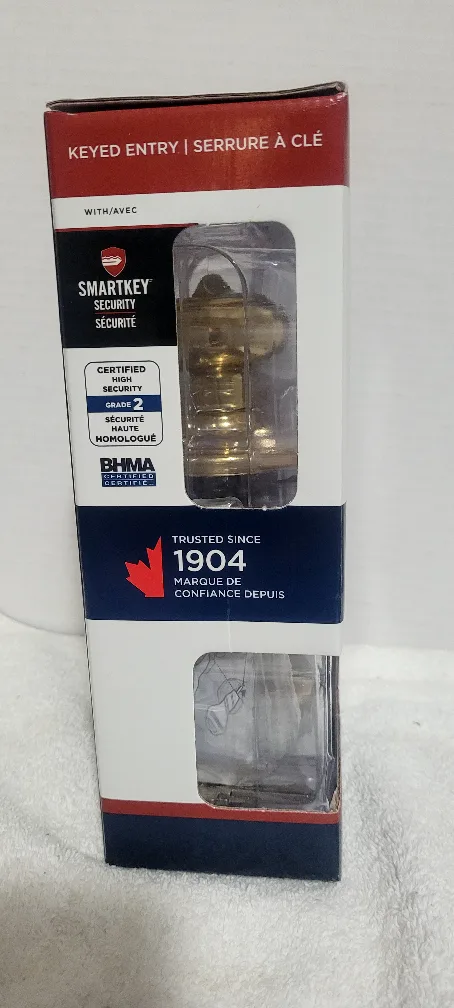 KEYED ENTRY | SERRURE À CLÉ
WITH/AVEC
SMARTKEY
SECURITY
SÉCURITÉ
CERTIFIED
HIGH
SECURITY
GRADE 2
SÉCURITÉ
HAUTE
HOMOLOGUÉ
BHMA
CERTIFIED
CERTIFIÉ
TRUSTED SINCE
1904
MARQUE DE
CONFIANCE DEPUIS